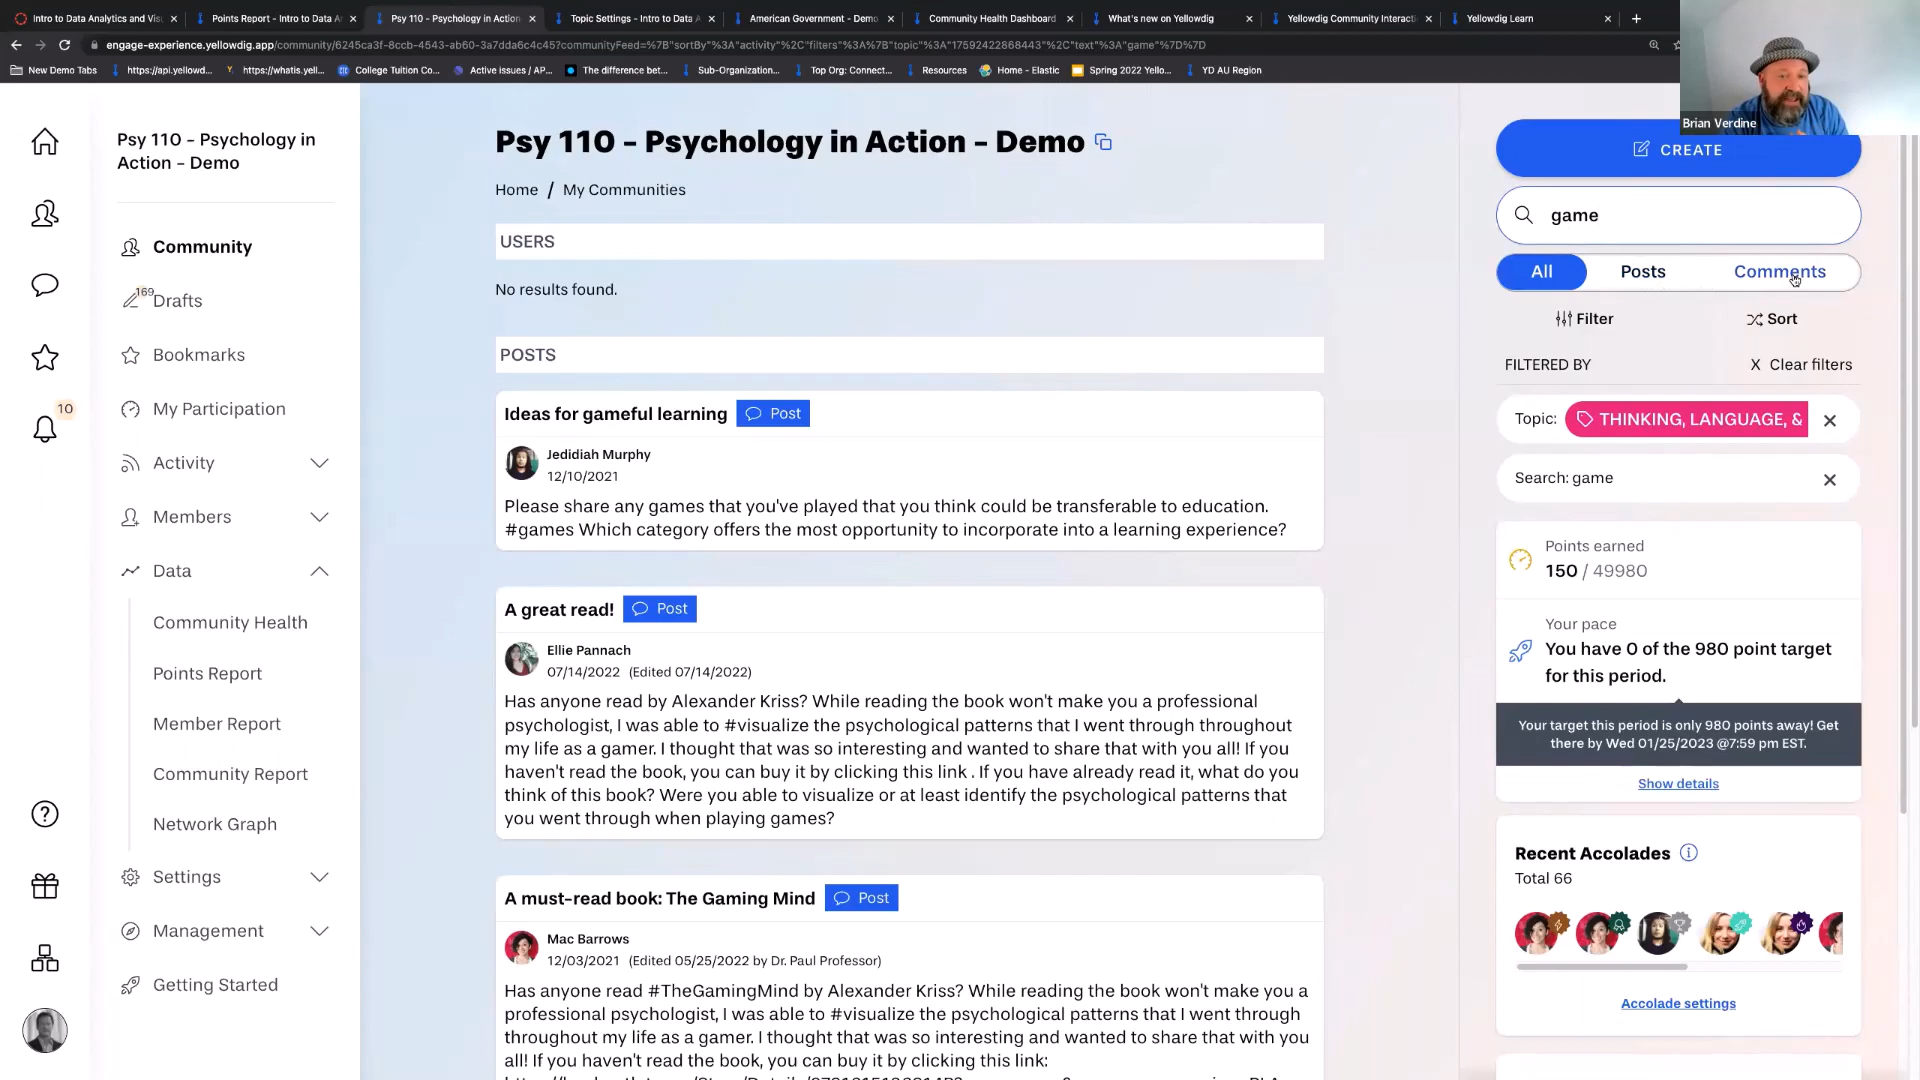 Intro to Data Analytics and Vis
Points Report - Intro to Data A
Psy 110 - Psychology in Action
Topic Settings - Intro to Data A
American Government - Demo
Community Health Dashboard
What's new on Yellowdig
Yellowdig Community Interacti
Yellowdig Learn
engage-experience.yellowdig.app/community/6245ca3f-8ccb-4543-ab60-3a7dda6c4c45?communityFeed=%7B"sortBy"%3A"activity"%2C"filters"%3A%7B"topic"%3A"17592422868443"%2C"text"%3A"game"%7D%7D
New Demo Tabs
https://api.yellowd...
https://whatis.yell...
College Tuition Co...
Active issues / AP...
The difference bet...
Sub-Organization...
Top Org: Connect...
Resources
Home - Elastic
Spring 2022 Yello...
YD AU Region
Brian Verdine
Psy 110 - Psychology in
Action - Demo
Community
169
Drafts
Bookmarks
My Participation
10
Activity
Members
Data
Community Health
Points Report
Member Report
Community Report
Network Graph
Settings
Management
Getting Started
Psy 110 - Psychology in Action - Demo
Home / My Communities
USERS
No results found.
POSTS
Ideas for gameful learning Post
Jedidiah Murphy
12/10/2021
Please share any games that you've played that you think could be transferable to education.
#games Which category offers the most opportunity to incorporate into a learning experience?
A great read! Post
Ellie Pannach
07/14/2022 (Edited 07/14/2022)
Has anyone read by Alexander Kriss? While reading the book won't make you a professional
psychologist, I was able to #visualize the psychological patterns that I went through throughout
my life as a gamer. I thought that was so interesting and wanted to share that with you all! If you
haven't read the book, you can buy it by clicking this link . If you have already read it, what do you
think of this book? Were you able to visualize or at least identify the psychological patterns that
you went through when playing games?
A must-read book: The Gaming Mind Post
Mac Barrows
12/03/2021 (Edited 05/25/2022 by Dr. Paul Professor)
Has anyone read #TheGamingMind by Alexander Kriss? While reading the book won't make you a
professional psychologist, I was able to #visualize the psychological patterns that I went through
throughout my life as a gamer. I thought that was so interesting and wanted to share that with you
all! If you haven't read the book, you can buy it by clicking this link:
CREATE
game
All Posts Comments
Filter Sort
FILTERED BY X Clear filters
Topic: THINKING, LANGUAGE, &
Search: game
Points earned
150 / 49980
Your pace
You have 0 of the 980 point target
for this period.
Your target this period is only 980 points away! Get
there by Wed 01/25/2023 @7:59 pm EST.
Show details
Recent Accolades
Total 66
Accolade settings